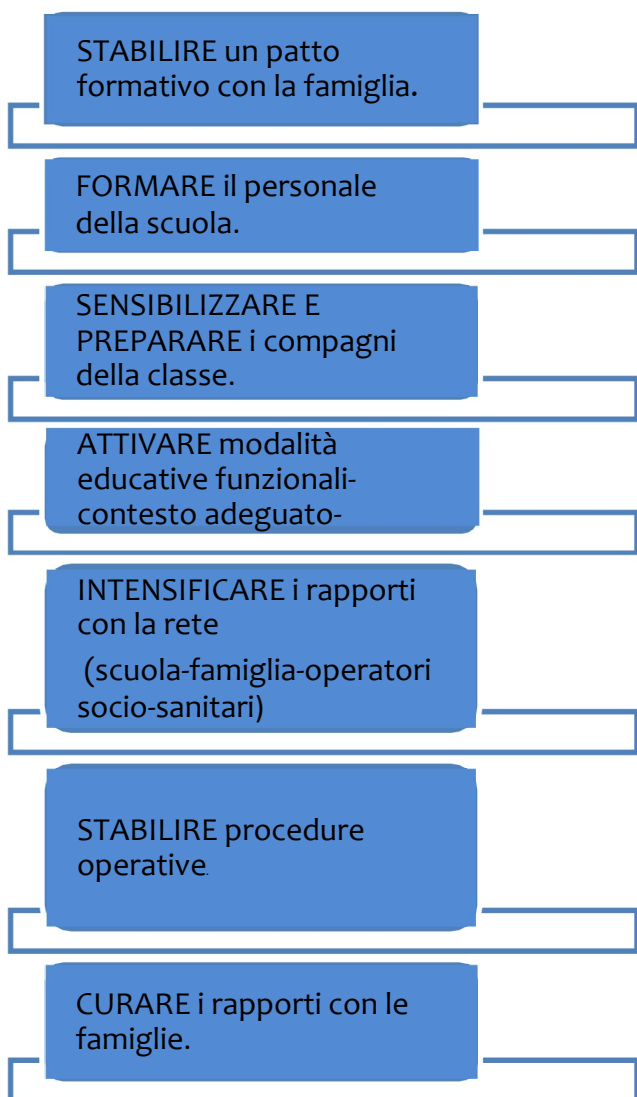 STABILIRE un patto
formativo con la famiglia.
FORMARE il personale
della scuola.
SENSIBILIZZARE E
PREPARARE i compagni
della classe.
ATTIVARE modalità
educative funzionali-
contesto adeguato-
INTENSIFICARE i rapporti
con la rete
(scuola-famiglia-operatori
socio-sanitari)
STABILIRE procedure
operative.
CURARE i rapporti con le
famiglie.